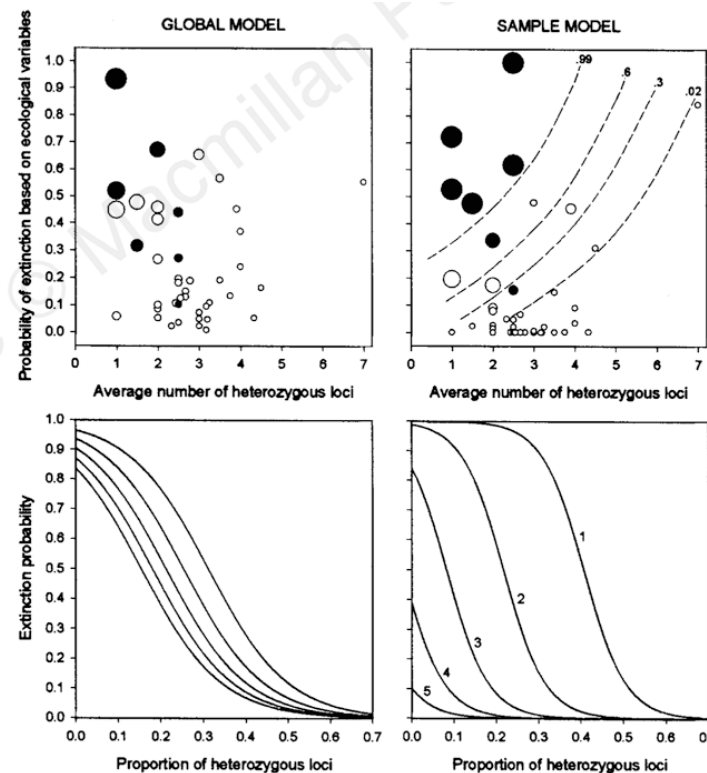 © Macmillan P
GLOBAL MODEL
SAMPLE MODEL
Probability of extinction based on ecological variables
1.0
0.9
0.8
0.7
0.6
0.5
0.4
0.3
0.2
0.1
0.0
.99
.6
.3
.02
0 1 2 3 4 5 6 7
0 1 2 3 4 5 6 7
Average number of heterozygous loci
Average number of heterozygous loci
Extinction probability
1.0
0.9
0.8
0.7
0.6
0.5
0.4
0.3
0.2
0.1
0.0
1
2
3
4
5
0.0 0.1 0.2 0.3 0.4 0.5 0.6 0.7
0.0 0.1 0.2 0.3 0.4 0.5 0.6
Proportion of heterozygous loci
Proportion of heterozygous loci